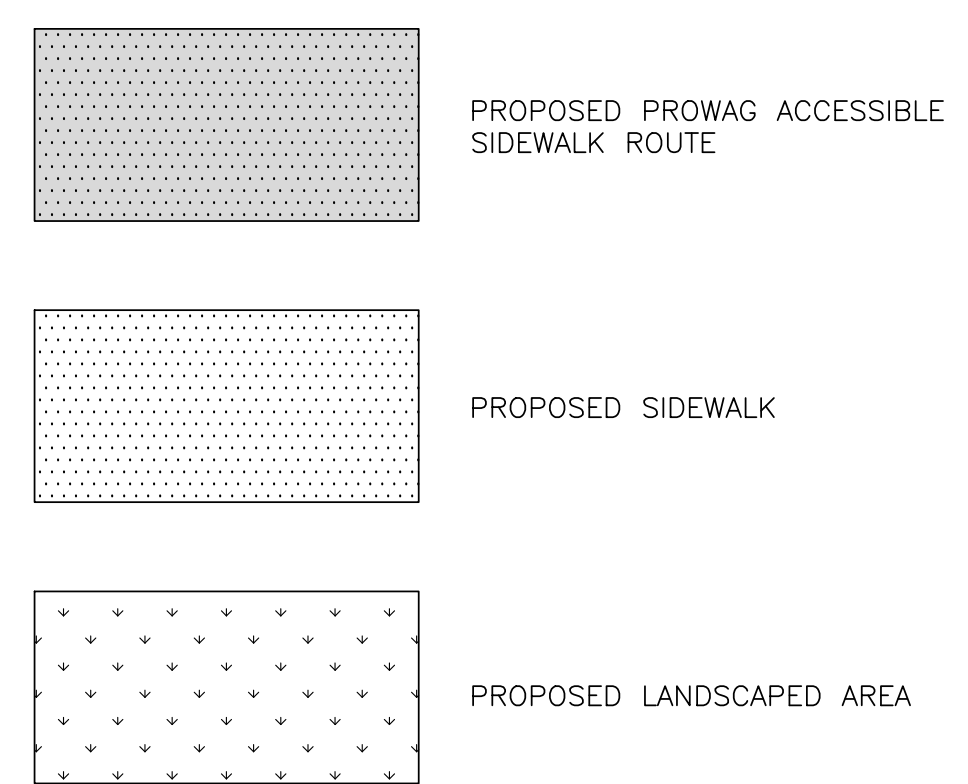 PROPOSED PROWAG ACCESSIBLE
SIDEWALK ROUTE
PROPOSED SIDEWALK
PROPOSED LANDSCAPED AREA